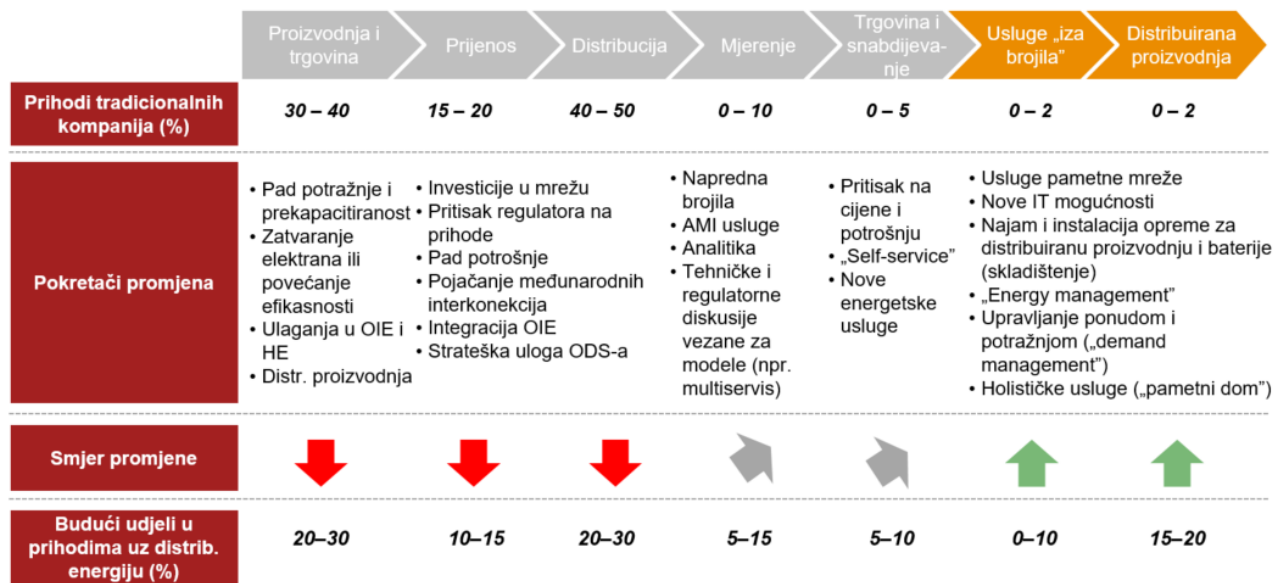 Proizvodnja i
trgovina
Prijenos
Distribucija
Mjerenje
Trgovina i
snabdijeva-
nje
Usluge „iza
brojila”
Distribuirana
proizvodnja
Prihodi tradicionalnih
kompanija (%)
30 – 40
15 – 20
40 – 50
0 – 10
0 – 5
0 – 2
0 – 2
Pokretači promjena
• Pad potražnje i
prekapacitiranost
• Zatvaranje
elektrana ili
povećanje
efikasnosti
• Ulaganja u OIE i
HE
• Distr. proizvodnja
• Investicije u mrežu
• Pritisak regulatora na
prihode
• Pad potrošnje
• Pojačanje međunarodnih
interkonekcija
• Integracija OIE
• Strateška uloga ODS-a
• Napredna
brojila
• AMI usluge
• Analitika
• Tehničke i
regulatorne
diskusije
vezane za
modele (npr.
multiservis)
• Pritisak na
cijene i
potrošnju
• „Self-service”
• Nove
energetske
usluge
• Usluge pametne mreže
• Nove IT mogućnosti
• Najam i instalacija opreme za
distribuiranu proizvodnju i baterije
(skladištenje)
• „Energy management”
• Upravljanje ponudom i
potražnjom („demand
management”)
• Holističke usluge („pametni dom”)
Smjer promjene
Budući udjeli u
prihodima uz distrib.
energiju (%)
20–30
10–15
20–30
5–15
5–10
0–10
15–20